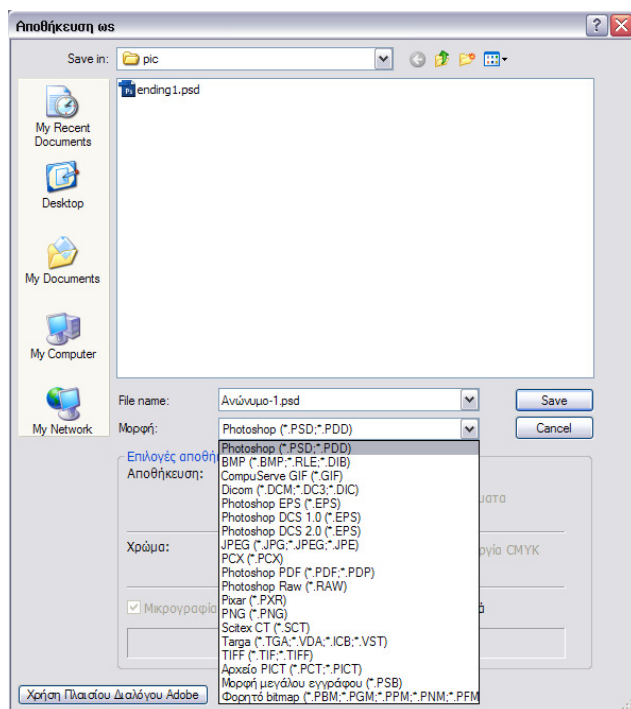 Αποθήκευση ως
Save in: pic
ending1.psd
My Recent
Documents
Desktop
My Documents
My Computer
My Network
File name: Ανώνυμο-1.psd Save
Μορφή: Photoshop (*.PSD;*.PDD) Cancel
Photoshop (*.PSD;*.PDD)
Επιλογές αποθή
BMP (*.BMP;*.RLE;*.DIB)
Αποθήκευση:
CompuServe GIF (*.GIF)
Dicom (*.DCM;*.DC3;*.DIC)
Photoshop EPS (*.EPS) ματα
Photoshop DCS 1.0 (*.EPS)
Photoshop DCS 2.0 (*.EPS)
Χρώμα: JPEG (*.JPG;*.JPEG;*.JPE) ργία CMYK
PCX (*.PCX)
Photoshop PDF (*.PDF;*.PDP)
Photoshop Raw (*.RAW)
Pixar (*.PXR)
Μικρογραφία PNG (*.PNG) ά
Scitex CT (*.SCT)
Targa (*.TGA;*.VDA;*.ICB;*.VST)
TIFF (*.TIF;*.TIFF)
Αρχείο PICT (*.PCT;*.PICT)
Μορφή μεγάλου εγγράφου (*.PSB)
Χρήση Πλαισίου Διαλόγου Adobe Φορητό bitmap (*.PBM;*.PGM;*.PPM;*.PNM;*.PFM